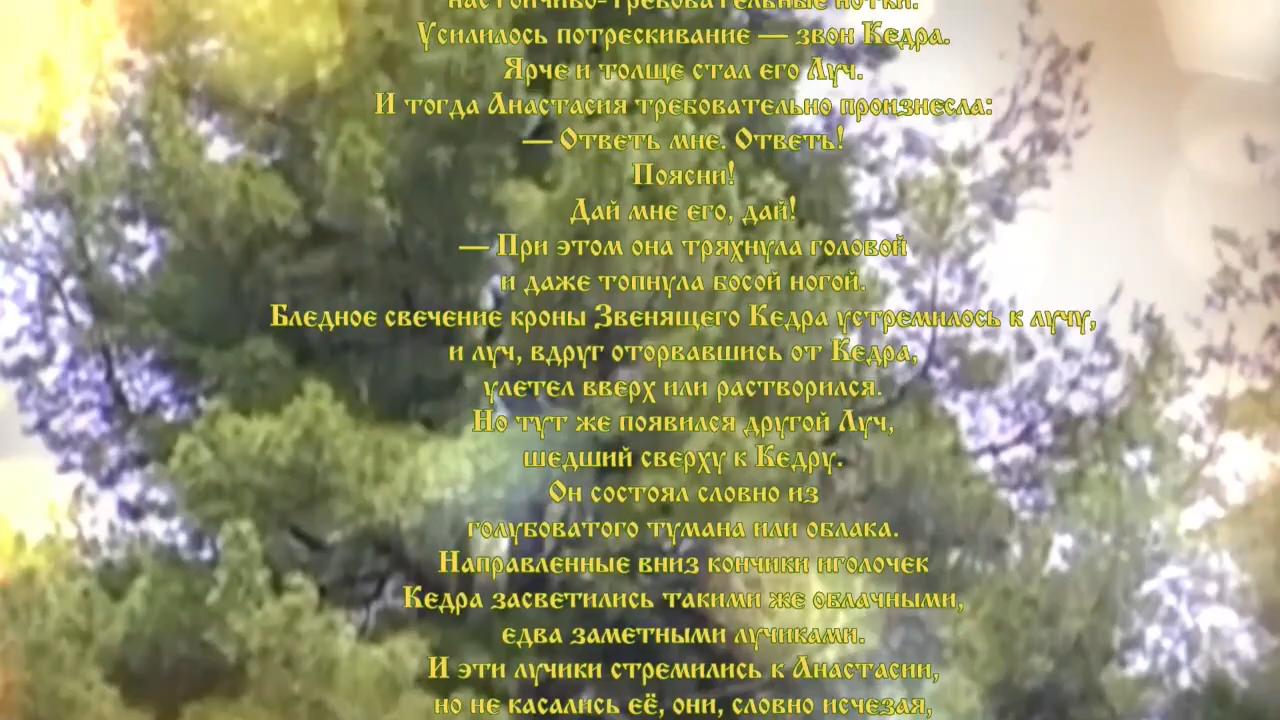 настойчиво-требовательные нотки.
Усилилось потрескивание — звон Кедра.
Ярче и толще стал его Луч.
И тогда Анастасия требовательно произнесла:
— Ответь мне. Ответь!
Поясни!
Дай мне его, дай!
— При этом она тряхнула головой
и даже топнула босой ногой.
Бледное свечение кроны Звенящего Кедра устремилось к лучу,
и луч, вдруг оторвавшись от Кедра,
улетел вверх или растворился.
Но тут же появился другой Луч,
шедший сверху к Кедру.
Он состоял словно из
голубоватого тумана или облака.
Направленные вниз кончики иголочек
Кедра засветились такими же облачными,
едва заметными лучиками.
И эти лучики стремились к Анастасии,
но не касались её, они, словно исчезая,